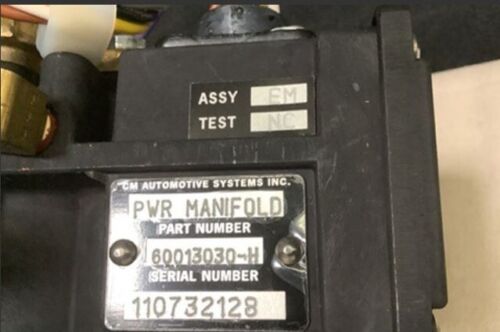 ASSY EM
TEST NC
CM AUTOMOTIVE SYSTEMS INC.
PWR MANIFOLD
PART NUMBER
60013030-H
SERIAL NUMBER
110732128